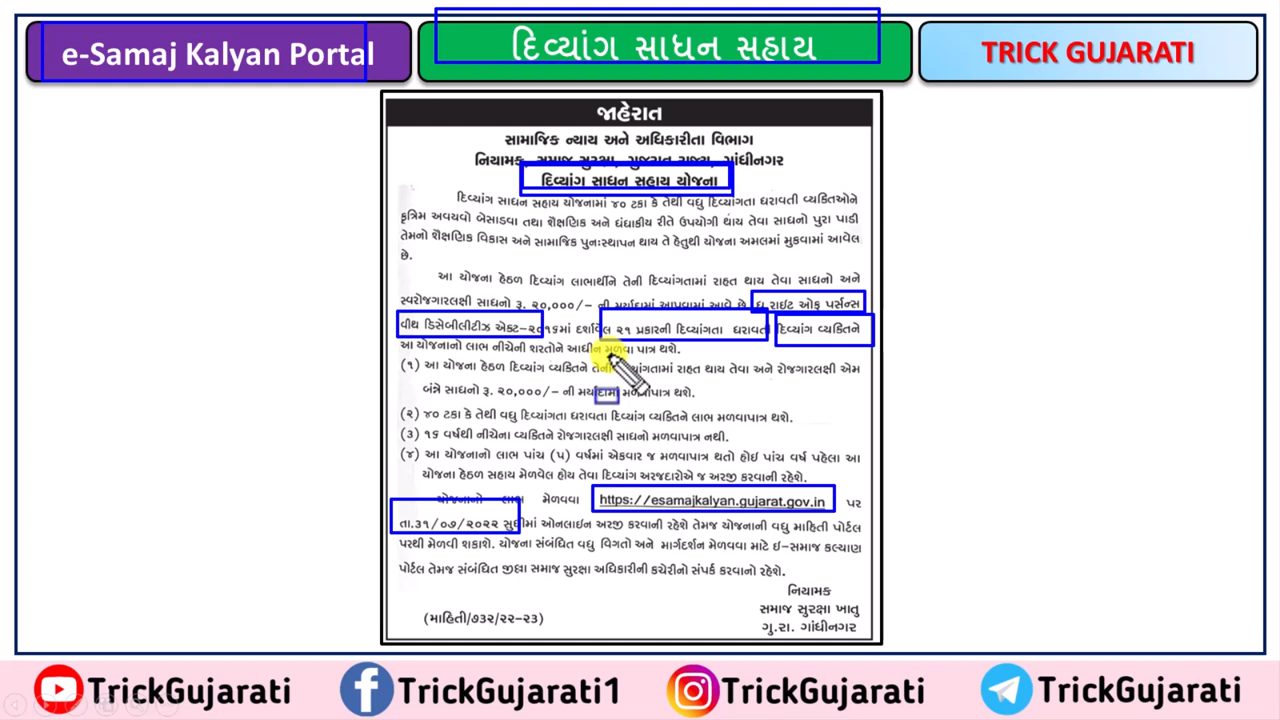 e-Samaj Kalyan Portal
દિવ્યાંગ સાધન સહાય
TRICK GUJARATI
જાહેરાત
સામાજિક ન્યાય અને અધિકારીતા વિભાગ
નિયામક, સમાજ સુરક્ષા, ગુજરાત રાજ્ય, ગાંધીનગર
દિવ્યાંગ સાધન સહાય યોજના
દિવ્યાંગ સાધન સહાય યોજનામાં ૪૦ ટકા કે તેથી વધુ દિવ્યાંગતા ધરાવતી વ્યક્તિઓને
કૃત્રિમ અવયવો બેસાડવા તથા શૈક્ષણિક અને ધંધાકીય રીતે ઉપયોગી થાય તેવા સાધનો પુરા પાડી
તેમનો શૈક્ષણિક વિકાસ અને સામાજિક પુનઃસ્થાપન થાય તે હેતુથી યોજના અમલમાં મુકવામાં આવેલ
છે.
આ યોજના હેઠળ દિવ્યાંગ લાભાર્થીને તેની દિવ્યાંગતામાં રાહત થાય તેવા સાધનો અને
સ્વરોજગારલક્ષી સાધનો રૂ. ૨૦,૦૦૦/- ની મર્યાદામાં આપવામાં આવે છે. ધ રાઈટ ઓફ પર્સન્સ
વીથ ડિસેબીલીટીઝ એક્ટ-૨૦૧૬માં દર્શાવેલ ૨૧ પ્રકારની દિવ્યાંગતા ધરાવતી દિવ્યાંગ વ્યક્તિને
આ યોજનાનો લાભ નીચેની શરતોને આધીન મળવા પાત્ર થશે.
(૧) આ યોજના હેઠળ દિવ્યાંગ વ્યક્તિને તેની દિવ્યાંગતામાં રાહત થાય તેવા અને રોજગારલક્ષી એમ
બંન્ને સાધનો રૂ. ૨૦,૦૦૦/- ની મર્યાદામાં મળવાપાત્ર થશે.
(૨) ૪૦ ટકા કે તેથી વધુ દિવ્યાંગતા ધરાવતા દિવ્યાંગ વ્યક્તિને લાભ મળવાપાત્ર થશે.
(૩) ૧૬ વર્ષથી નીચેના વ્યક્તિને રોજગારલક્ષી સાધનો મળવાપાત્ર નથી.
(૪) આ યોજનાનો લાભ પાંચ (૫) વર્ષમાં એકવાર જ મળવાપાત્ર થતો હોઈ પાંચ વર્ષ પહેલા આ
યોજના હેઠળ સહાય મેળવેલ હોય તેવા દિવ્યાંગ અરજદારોએ જ અરજી કરવાની રહેશે.
યોજનાનો લાભ મેળવવા https://esamajkalyan.gujarat.gov.in પર
તા.૩૧/૦૭/૨૦૨૨ સુધીમાં ઓનલાઈન અરજી કરવાની રહેશે તેમજ યોજનાની વધુ માહિતી પોર્ટલ
પરથી મેળવી શકાશે. યોજના સંબંધિત વધુ વિગતો અને માર્ગદર્શન મેળવવા માટે ઈ-સમાજ કલ્યાણ
પોર્ટલ તેમજ સંબંધિત જીલ્લા સમાજ સુરક્ષા અધિકારીની કચેરીનો સંપર્ક કરવાનો રહેશે.
નિયામક
સમાજ સુરક્ષા ખાતુ
(માહિતી/૭૩૨/૨૨-૨૩)
ગુ.રા. ગાંધીનગર
TrickGujarati
TrickGujarati1
TrickGujarati
TrickGujarati